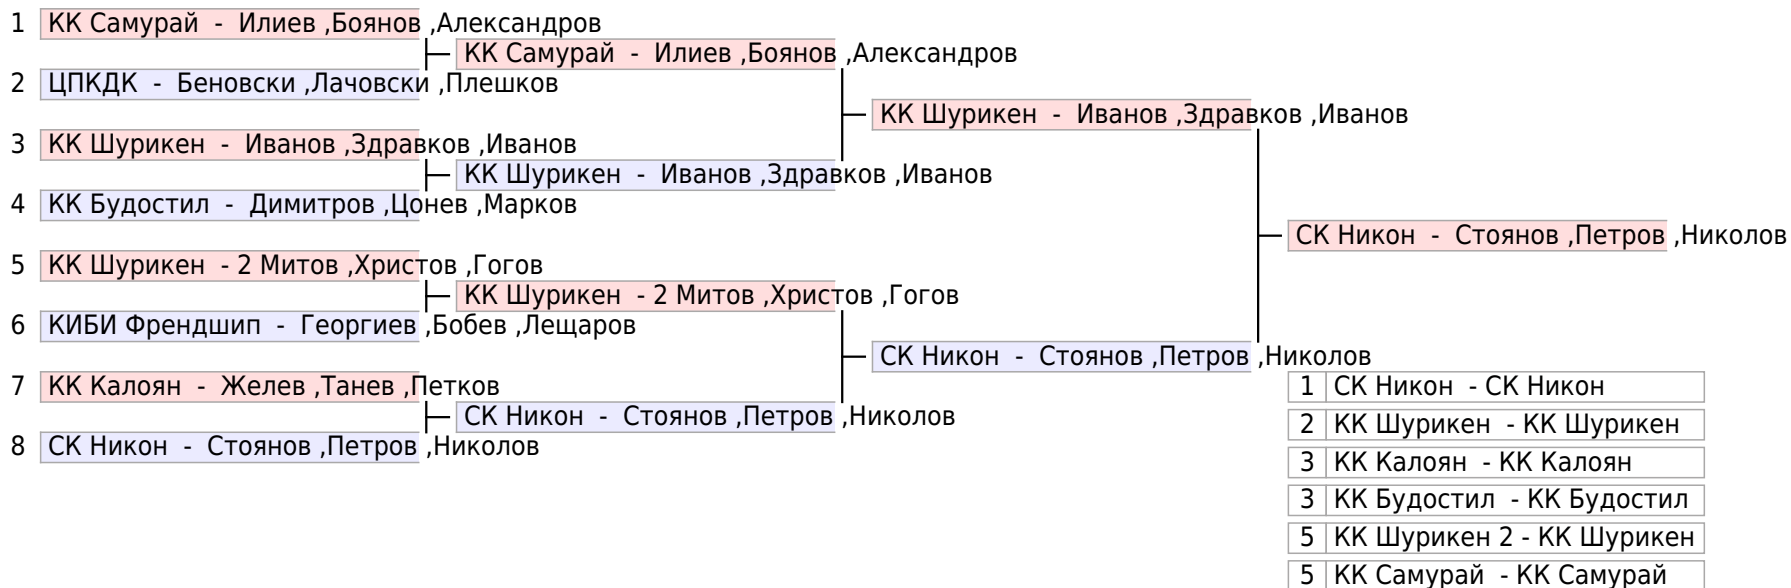 1 КК Самурай - Илиев ,Боянов ,Александров
КК Самурай - Илиев ,Боянов ,Александров
2 ЦПКДК - Беновски ,Лачовски ,Плешков
КК Шурикен - Иванов ,Здравков ,Иванов
3 КК Шурикен - Иванов ,Здравков ,Иванов
КК Шурикен - Иванов ,Здравков ,Иванов
4 КК Будостил - Димитров ,Цонев ,Марков
СК Никон - Стоянов ,Петров ,Николов
5 КК Шурикен - 2 Митов ,Христов ,Гогов
КК Шурикен - 2 Митов ,Христов ,Гогов
6 КИБИ Френдшип - Георгиев ,Бобев ,Лещаров
СК Никон - Стоянов ,Петров ,Николов
7 КК Калоян - Желев ,Танев ,Петков
СК Никон - Стоянов ,Петров ,Николов
8 СК Никон - Стоянов ,Петров ,Николов
1 СК Никон - СК Никон
2 КК Шурикен - КК Шурикен
3 КК Калоян - КК Калоян
3 КК Будостил - КК Будостил
5 КК Шурикен 2 - КК Шурикен
5 КК Самурай - КК Самурай